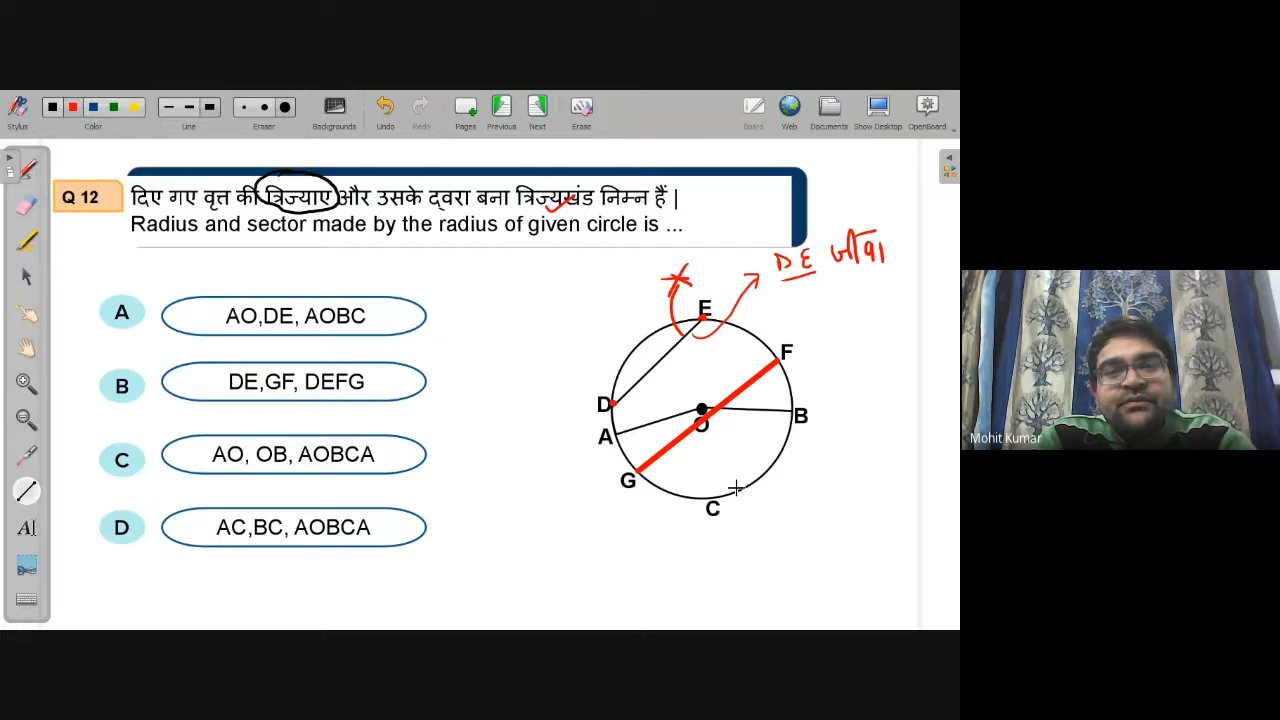 Stylus
Color
Line
Eraser
Backgrounds
Undo
Redo
Pages
Previous
Next
Erase
Board
Web
Documents
Show Desktop
OpenBoard
Q 12
दिए गए वृत्त की त्रिज्याए और उसके द्वरा बना त्रिज्यखंड निम्न हैं |
Radius and sector made by the radius of given circle is ...
DE जीवा
A
AO,DE, AOBC
B
DE,GF, DEFG
C
AO, OB, AOBCA
D
AC,BC, AOBCA
E
F
D
A
O
B
G
C
Mohit Kumar